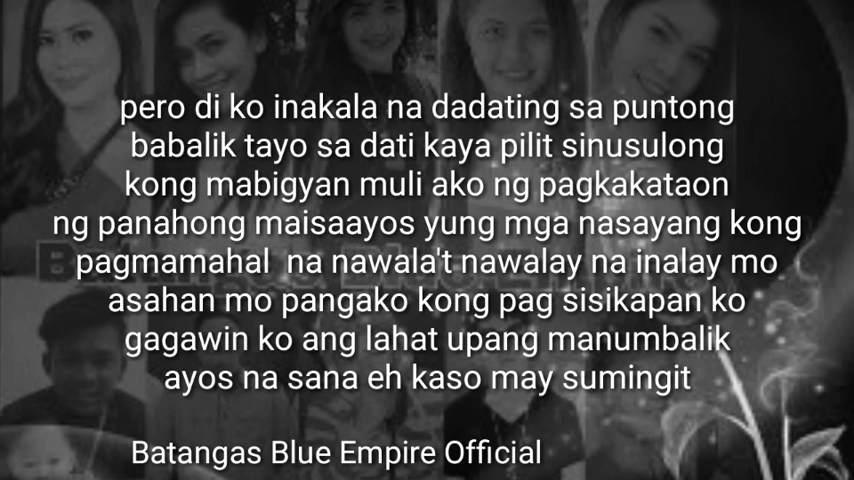 pero di ko inakala na dadating sa puntong
babalik tayo sa dati kaya pilit sinusulong
kong mabigyan muli ako ng pagkakataon
ng panahong maisaayos yung mga nasayang kong
pagmamahal na nawala't nawalay na inalay mo
asahan mo pangako kong pag sisikapan ko
gagawin ko ang lahat upang manumbalik
ayos na sana eh kaso may sumingit
Batangas Blue Empire Official